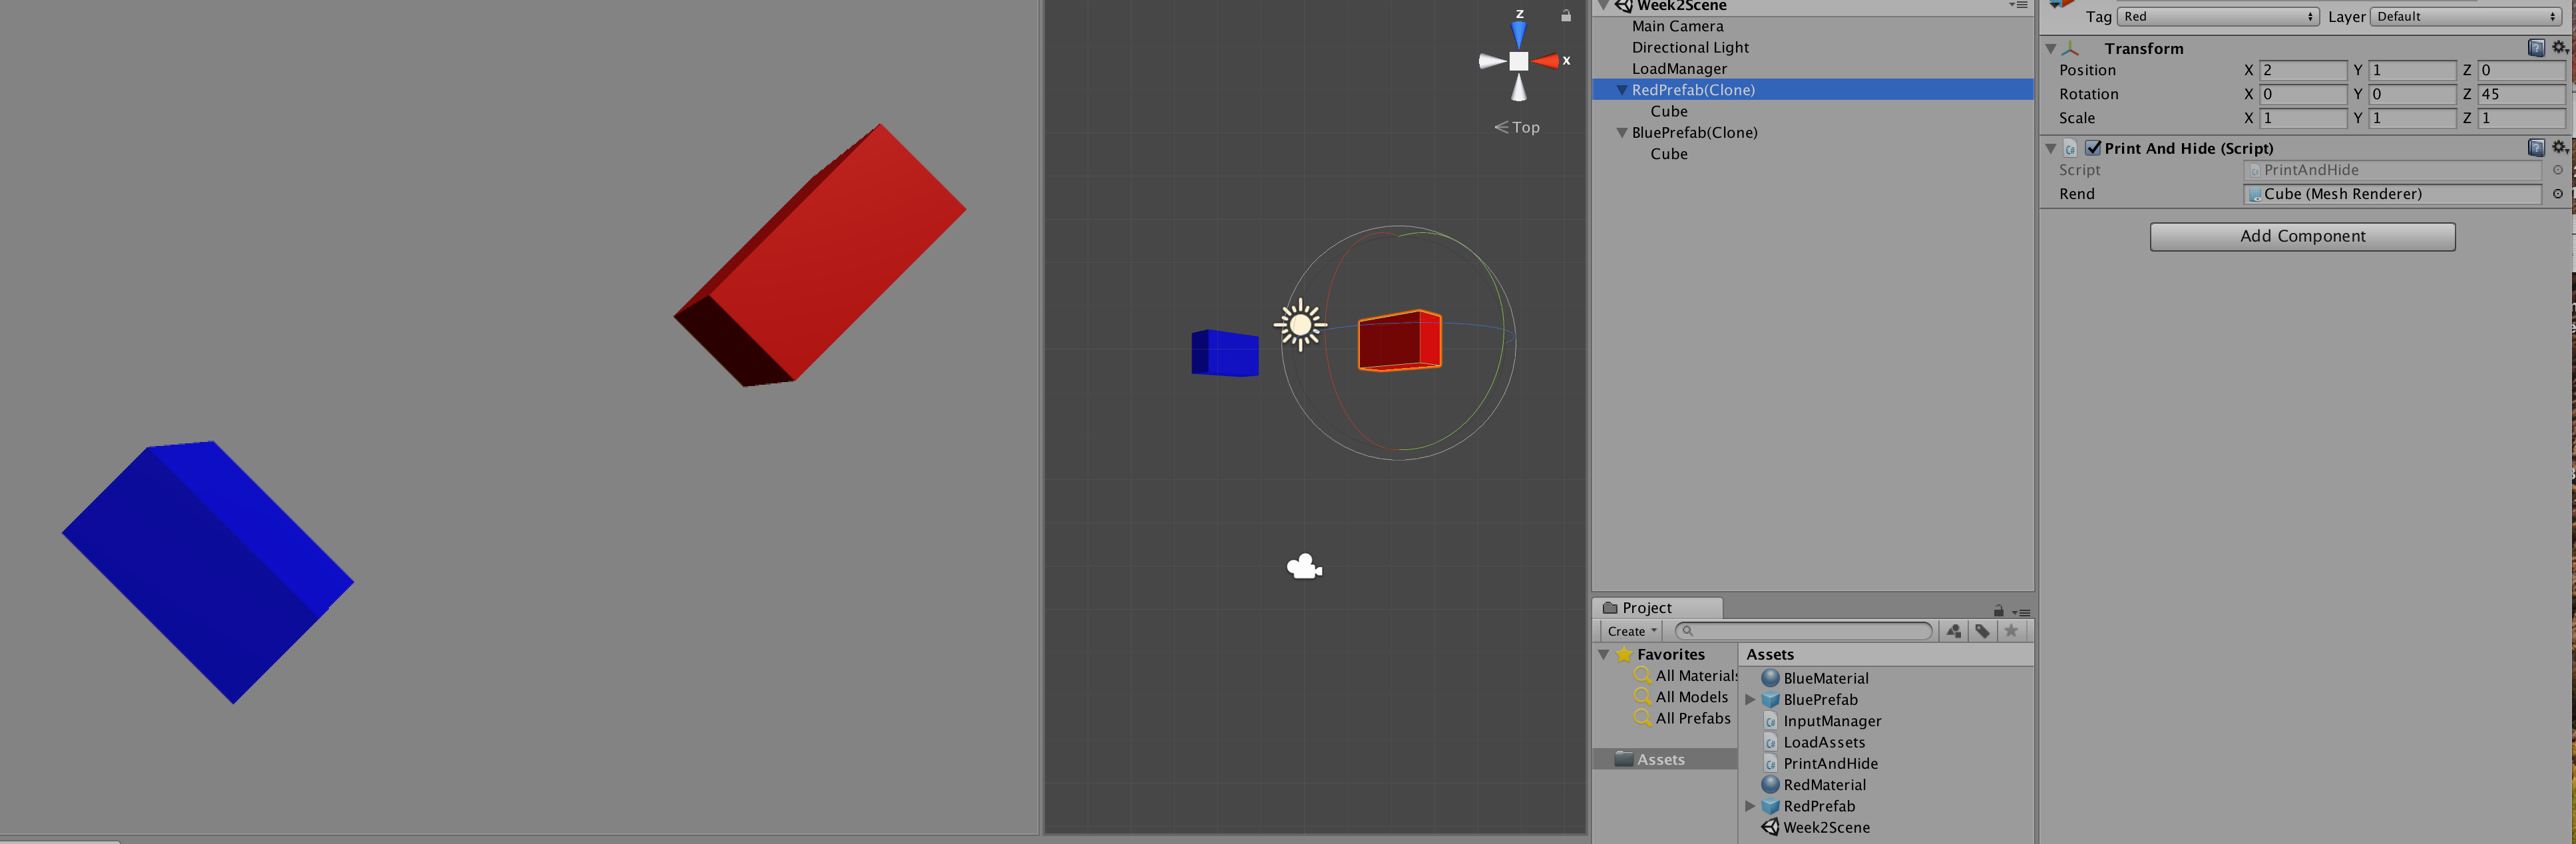 z
x
Top
Week2Scene
Main Camera
Directional Light
LoadManager
RedPrefab(Clone)
Cube
BluePrefab(Clone)
Cube
Project
Create
Favorites
All Materials
All Models
All Prefabs
Assets
Assets
BlueMaterial
BluePrefab
InputManager
LoadAssets
PrintAndHide
RedMaterial
RedPrefab
Week2Scene
Tag Red Layer Default
Transform
Position X 2 Y 1 Z 0
Rotation X 0 Y 0 Z 45
Scale X 1 Y 1 Z 1
C# Print And Hide (Script)
Script PrintAndHide
Rend Cube (Mesh Renderer)
Add Component